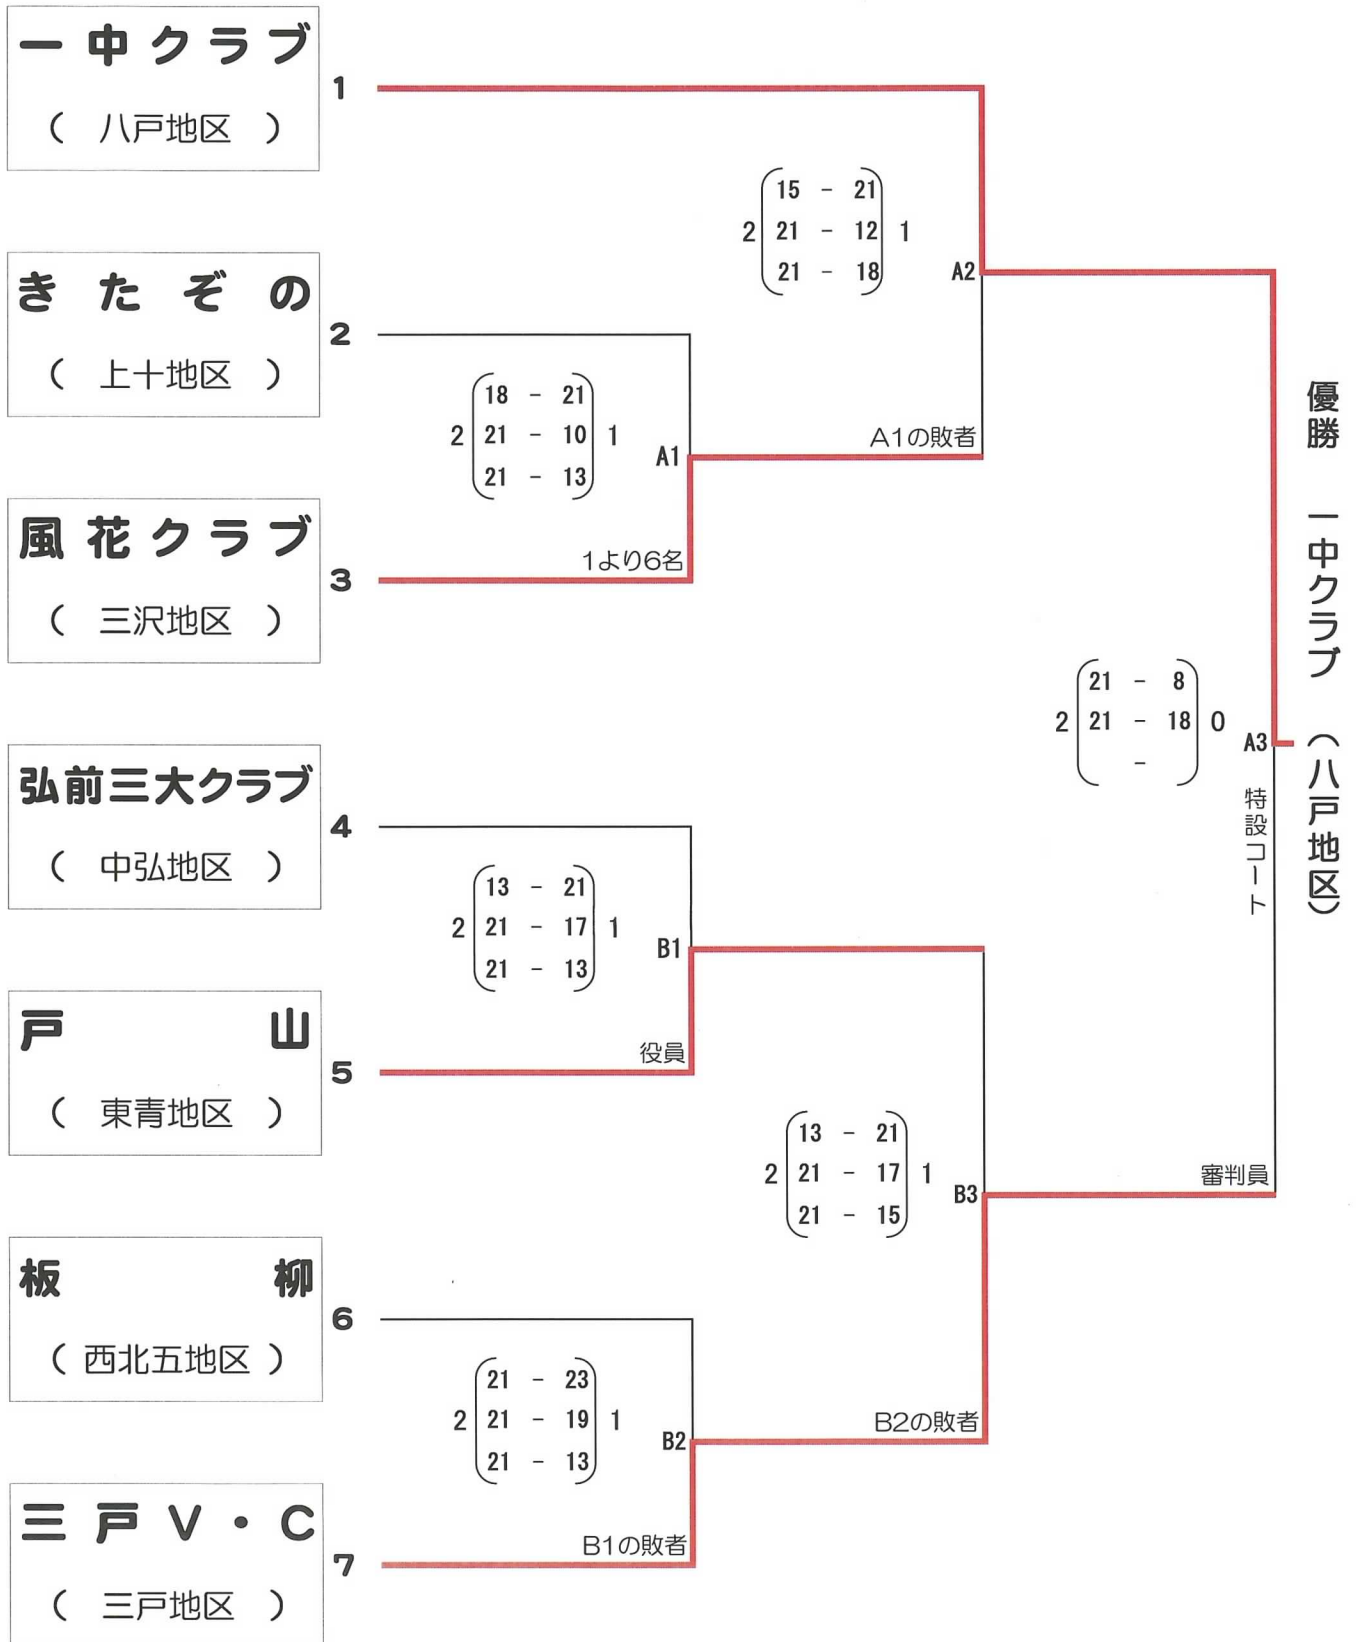 一中クラブ
( 八戸地区 )
1
きたぞの
( 上十地区 )
2
風花クラブ
( 三沢地区 )
3
弘前三大クラブ
( 中弘地区 )
4
戸山
( 東青地区 )
5
板柳
( 西北五地区 )
6
三戸V・C
( 三戸地区 )
7
15 - 21
2 21 - 12 1
21 - 18
A2
18 - 21
2 21 - 10 1
21 - 13
A1
A1の敗者
1より6名
21 - 8
2 21 - 18 0
-
A3
特設コート
13 - 21
2 21 - 17 1
21 - 13
B1
役員
13 - 21
2 21 - 17 1
21 - 15
B3
審判員
21 - 23
2 21 - 19 1
21 - 13
B2
B2の敗者
B1の敗者
優勝 一中クラブ (八戸地区)